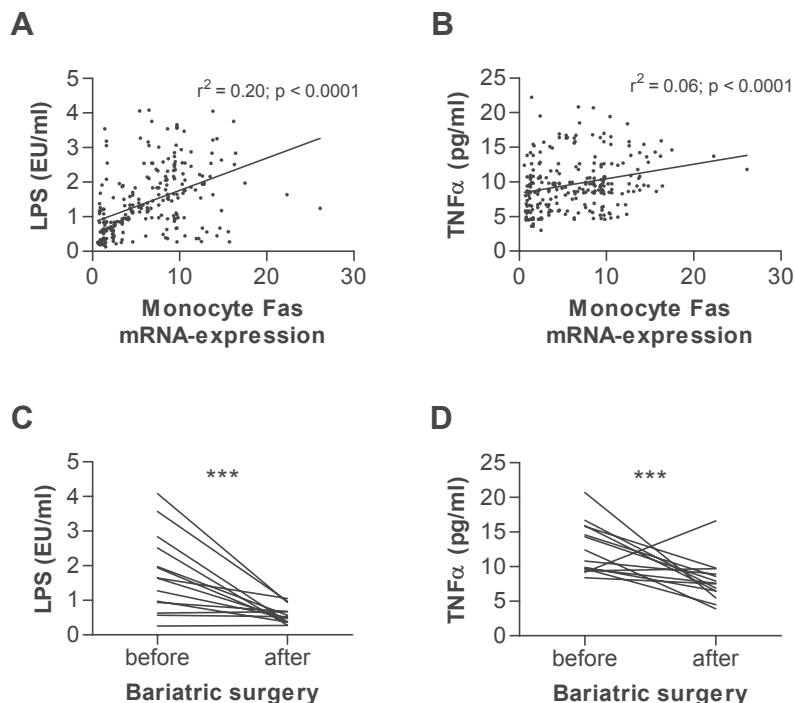 A
LPS (EU/ml)
5
4
3
2
1
0
r² = 0.20; p < 0.0001
0 10 20 30
Monocyte Fas
mRNA-expression
B
TNFα (pg/ml)
25
20
15
10
5
0
r² = 0.06; p < 0.0001
0 10 20 30
Monocyte Fas
mRNA-expression
C
LPS (EU/ml)
5
4
3
2
1
0
***
before after
Bariatric surgery
D
TNFα (pg/ml)
25
20
15
10
5
0
***
before after
Bariatric surgery